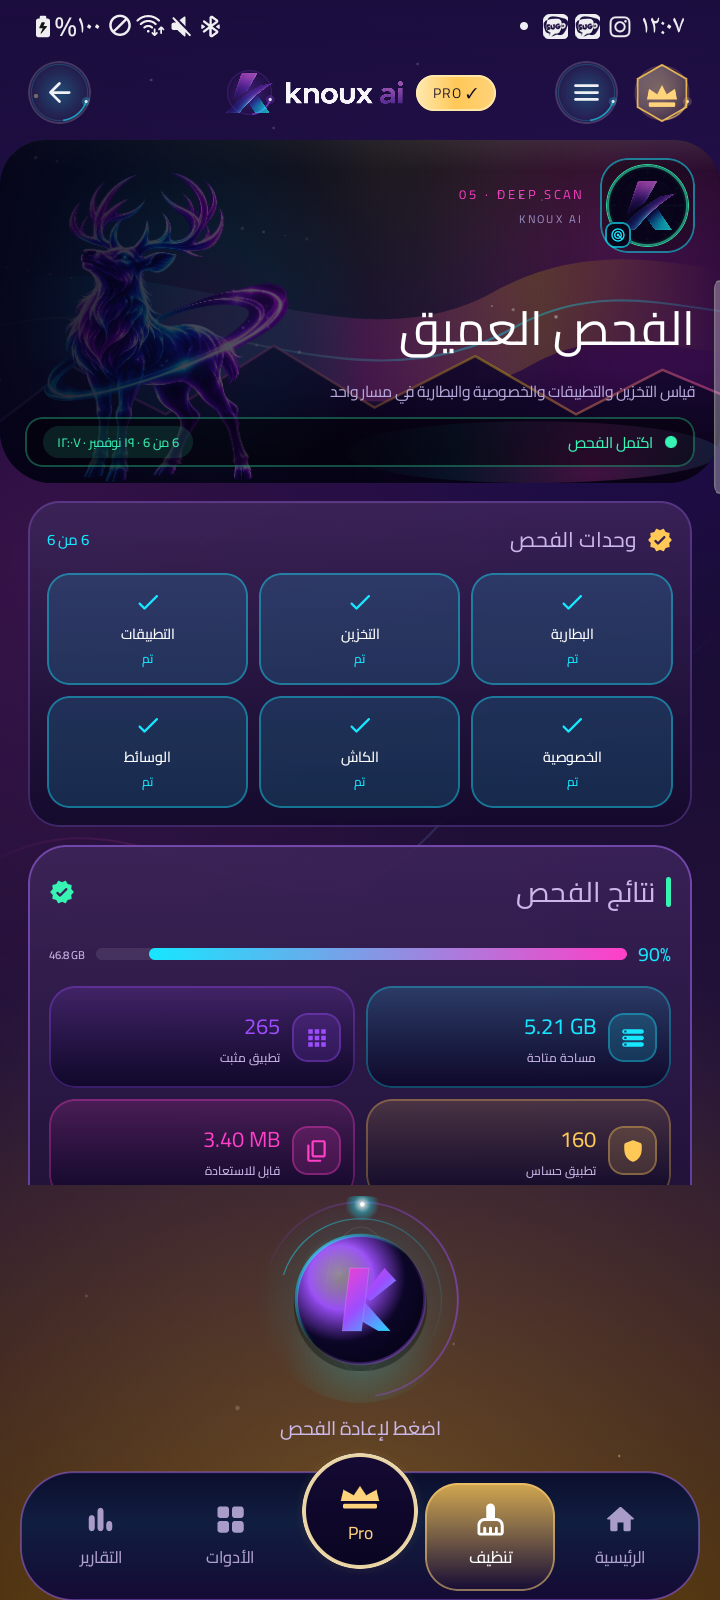 ١٢:٠٧
%١٠٠
knoux ai
PRO ✓
05 · DEEP SCAN
KNOUX AI
الفحص العميق
قياس التخزين والتطبيقات والخصوصية والبطارية في مسار واحد
اكتمل الفحص
6 من 6 · ١٩ نوفمبر · ١٢:٠٧
وحدات الفحص
6 من 6
البطارية
تم
التخزين
تم
التطبيقات
تم
الخصوصية
تم
الكاش
تم
الوسائط
تم
نتائج الفحص
90%
46.8 GB
5.21 GB
مساحة متاحة
265
تطبيق مثبت
160
تطبيق حساس
3.40 MB
قابل للاستعادة
اضغط لإعادة الفحص
الرئيسية
تنظيف
Pro
الأدوات
التقارير